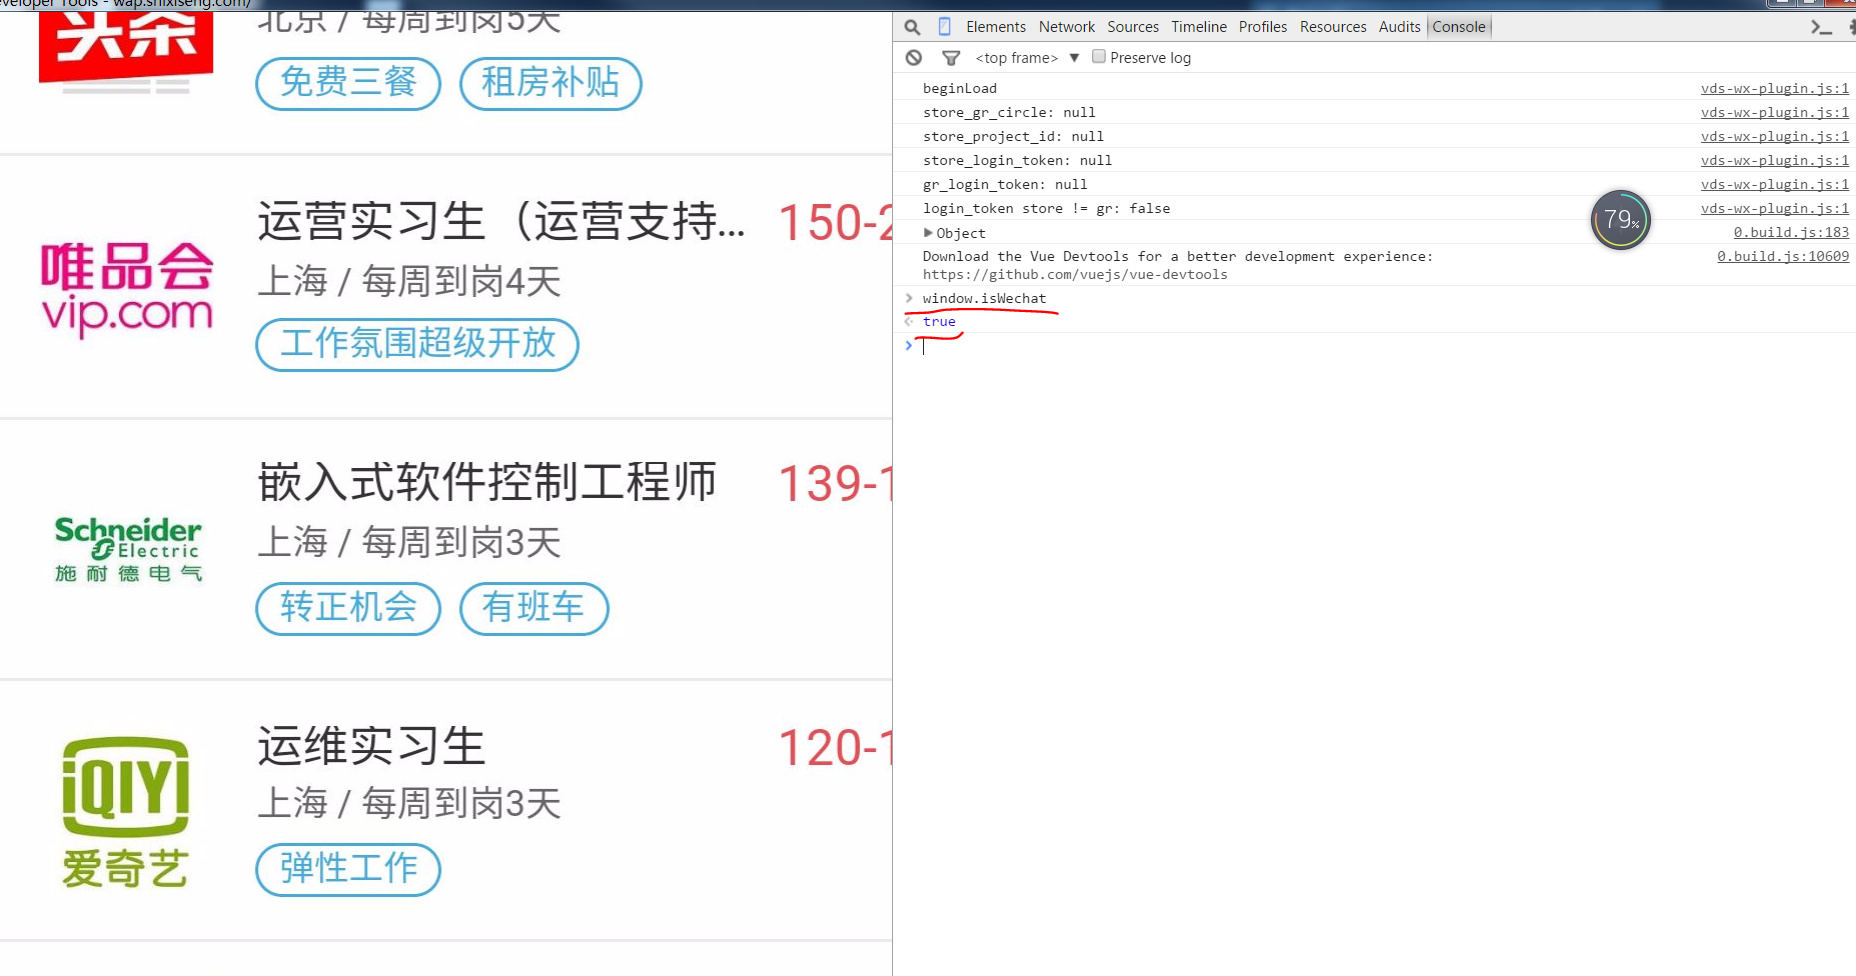 eveloper Tools - wap.shixiseng.com/
头条
北京 / 每周到岗5天
免费三餐 租房补贴
唯品会
vip.com
运营实习生（运营支持... 150-2
上海 / 每周到岗4天
工作氛围超级开放
Schneider
Electric
施耐德电气
嵌入式软件控制工程师 139-1
上海 / 每周到岗3天
转正机会 有班车
iQIYI
爱奇艺
运维实习生 120-1
上海 / 每周到岗3天
弹性工作
Elements Network Sources Timeline Profiles Resources Audits Console
<top frame> ▼ Preserve log
beginLoad vds-wx-plugin.js:1
store_gr_circle: null vds-wx-plugin.js:1
store_project_id: null vds-wx-plugin.js:1
store_login_token: null vds-wx-plugin.js:1
gr_login_token: null vds-wx-plugin.js:1
login_token store != gr: false vds-wx-plugin.js:1
▶ Object 0.build.js:183
Download the Vue Devtools for a better development experience: 0.build.js:10609
https://github.com/vuejs/vue-devtools
window.isWechat
true
79%